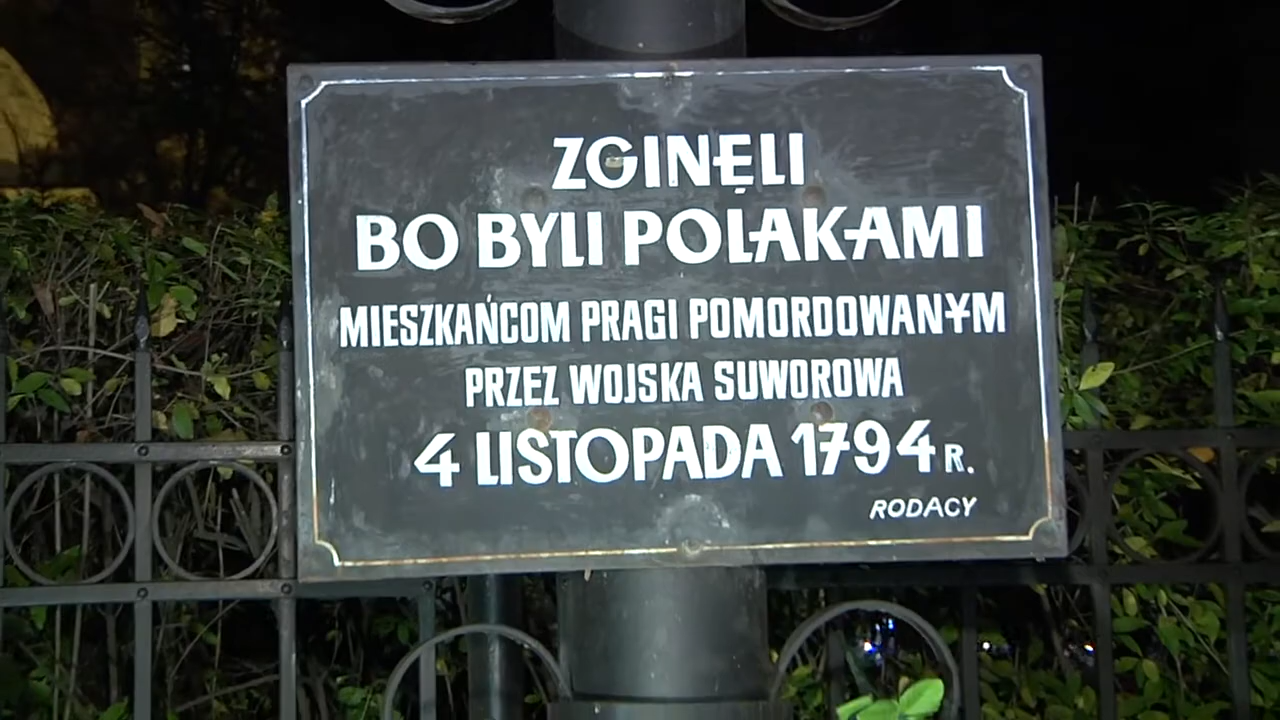 ZGINĘLI
BO BYLI POLAKAMI
MIESZKAŃCOM PRAGI POMORDOWANYM
PRZEZ WOJSKA SUWOROWA
4 LISTOPADA 1794 R.
RODACY